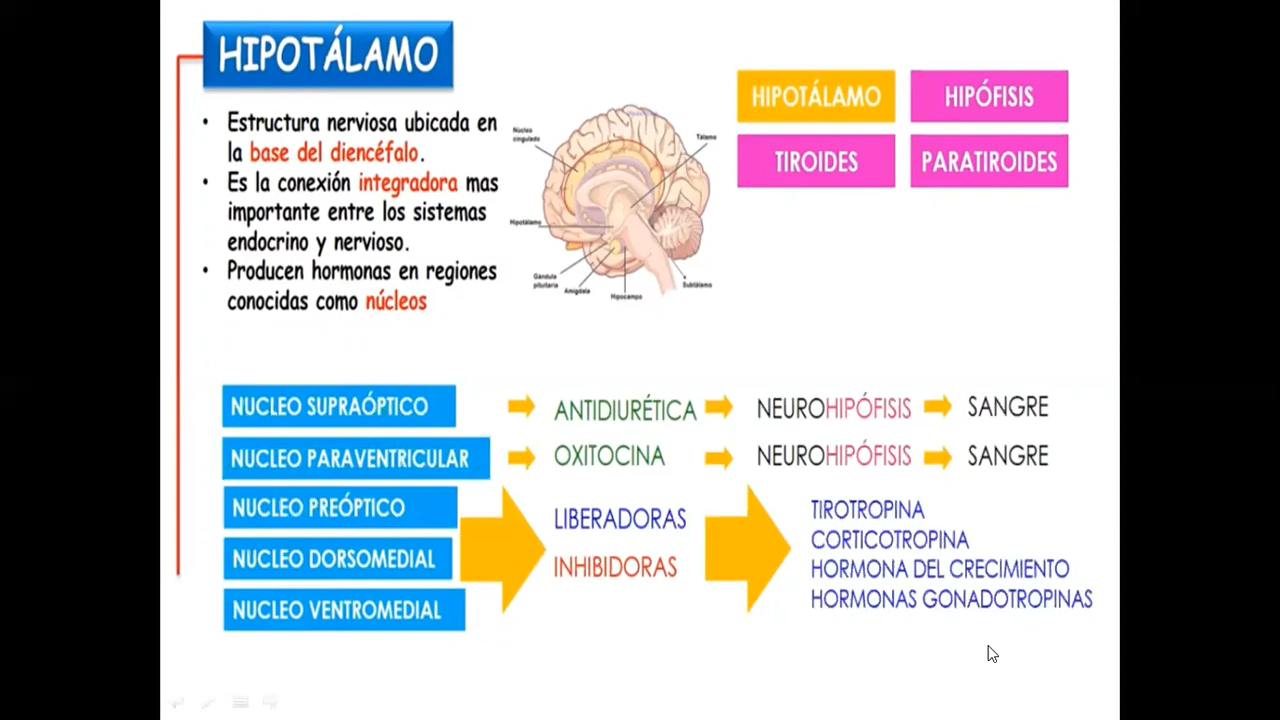 HIPOTÁLAMO
• Estructura nerviosa ubicada en
la base del diencéfalo.
• Es la conexión integradora mas
importante entre los sistemas
endocrino y nervioso.
• Producen hormonas en regiones
conocidas como núcleos
Núcleo
cingulado
Tálamo
Hipotálamo
Gándula
pituitaria
Amígdala
Hipocampo
Subtálamo
HIPOTÁLAMO HIPÓFISIS
TIROIDES PARATIROIDES
NUCLEO SUPRAÓPTICO ANTIDIURÉTICA NEUROHIPÓFISIS SANGRE
NUCLEO PARAVENTRICULAR OXITOCINA NEUROHIPÓFISIS SANGRE
NUCLEO PREÓPTICO
NUCLEO DORSOMEDIAL
NUCLEO VENTROMEDIAL
LIBERADORAS
INHIBIDORAS
TIROTROPINA
CORTICOTROPINA
HORMONA DEL CRECIMIENTO
HORMONAS GONADOTROPINAS